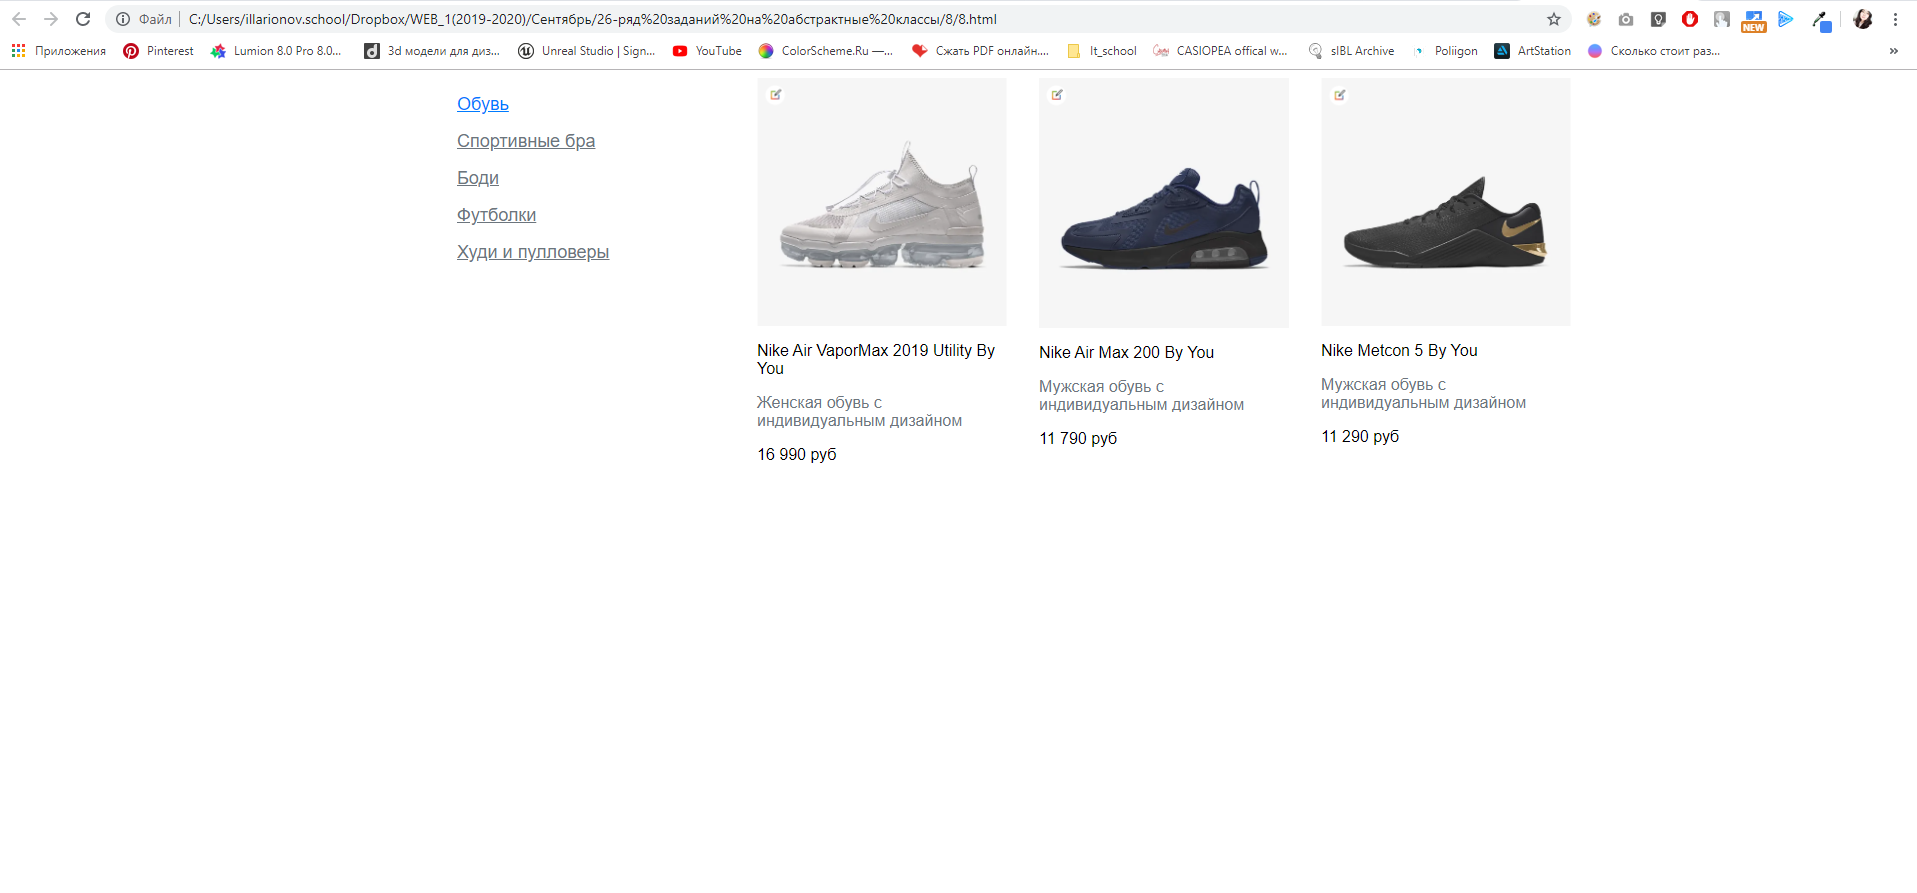 Файл C:/Users/illarionov.school/Dropbox/WEB_1(2019-2020)/Сентябрь/26-ряд%20заданий%20на%20абстрактные%20классы/8/8.html
NEW
Приложения Pinterest Lumion 8.0 Pro 8.0... 3d модели для диз... Unreal Studio | Sign... YouTube ColorScheme.Ru —... Сжать PDF онлайн.... It_school CASIOPEA offical w... sIBL Archive Poliigon ArtStation Сколько стоит раз... »
Обувь
Спортивные бра
Боди
Футболки
Худи и пулловеры
Nike Air VaporMax 2019 Utility By
You
Женская обувь с
индивидуальным дизайном
16 990 руб
Nike Air Max 200 By You
Мужская обувь с
индивидуальным дизайном
11 790 руб
Nike Metcon 5 By You
Мужская обувь с
индивидуальным дизайном
11 290 руб